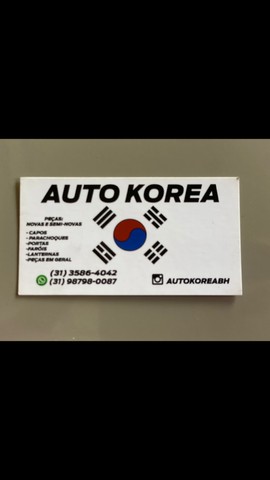 AUTO KOREA
PEÇAS:
NOVAS E SEMI-NOVAS
- CAPOS
- PARACHOQUES
-PORTAS
-FARÓIS
-LANTERNAS
-PEÇAS EM GERAL
(31) 3586-4042
(31) 98798-0087
AUTOKOREABH